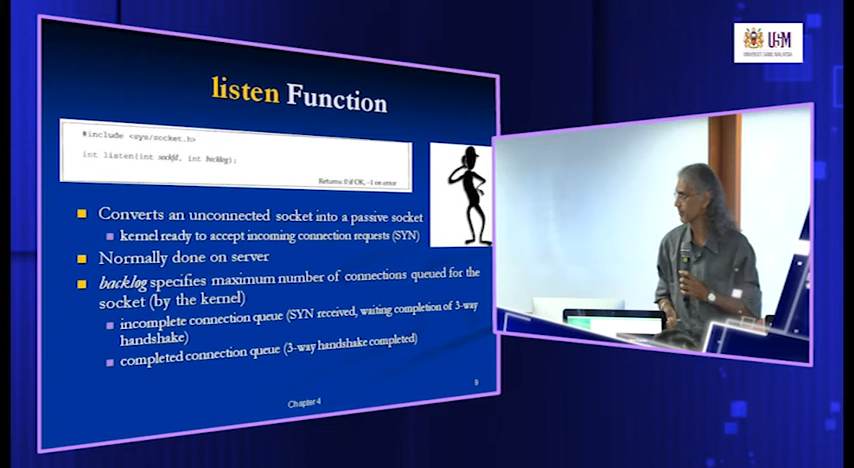 listen Function
#include <sys/socket.h>
int listen(int sockfd, int backlog);
Returns: 0 if OK, -1 on error
Converts an unconnected socket into a passive socket
kernel ready to accept incoming connection requests (SYN)
Normally done on server
backlog specifies maximum number of connections queued for the
socket (by the kernel)
incomplete connection queue (SYN received, waiting completion of 3-way
handshake)
completed connection queue (3-way handshake completed)
Chapter 4
9
USM
UNIVERSITI SAINS MALAYSIA